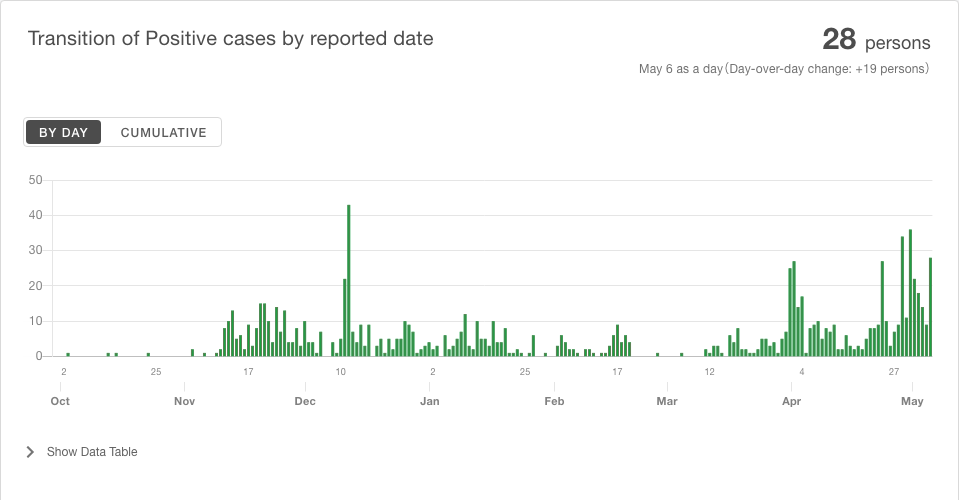 Transition of Positive cases by reported date
28 persons
May 6 as a day(Day-over-day change: +19 persons)
BY DAY CUMULATIVE
50
40
30
20
10
0
2 25 17 10 2 25 17 12 4 27
Oct Nov Dec Jan Feb Mar Apr May
Show Data Table